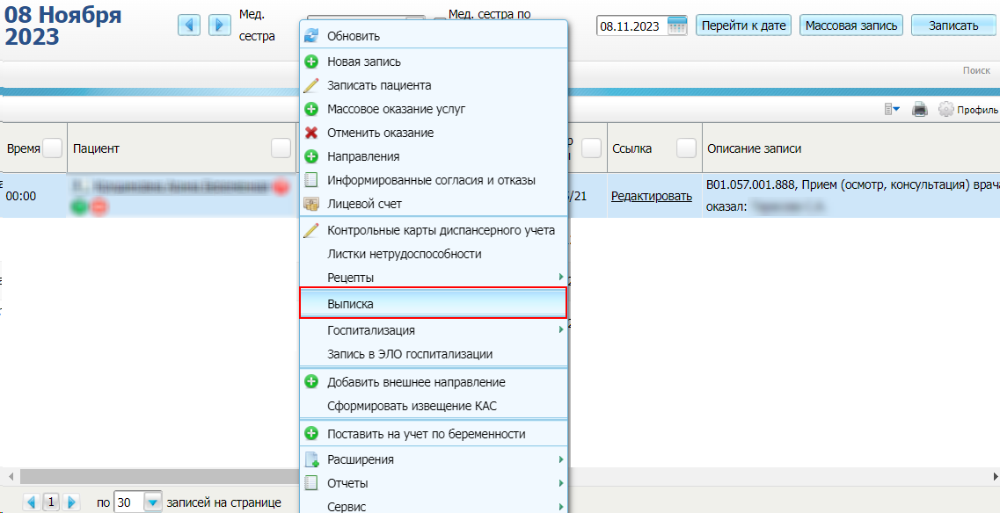 08 Ноября
2023
Мед.
сестра
Мед. сестра по
08.11.2023
Перейти к дате
Массовая запись
Записать
Поиск
Профиль
Время
Пациент
Ссылка
Описание записи
00:00
/21
Редактировать
B01.057.001.888, Прием (осмотр, консультация) врача
оказал:
Обновить
Новая запись
Записать пациента
Массовое оказание услуг
Отменить оказание
Направления
Информированные согласия и отказы
Лицевой счет
Контрольные карты диспансерного учета
Листки нетрудоспособности
Рецепты
Выписка
Госпитализация
Запись в ЭЛО госпитализации
Добавить внешнее направление
Сформировать извещение КАС
Поставить на учет по беременности
Расширения
Отчеты
Сервис
1
по
30
записей на странице